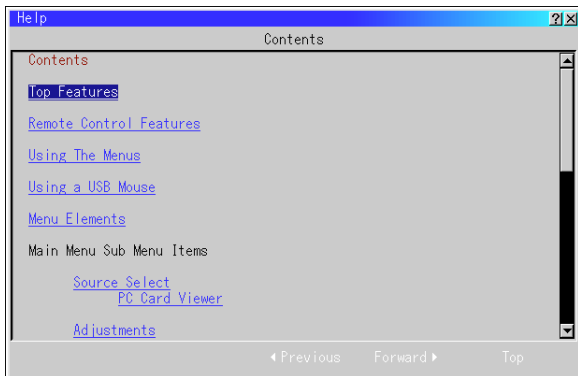 Help
Contents
Contents
Top Features
Remote Control Features
Using The Menus
Using a USB Mouse
Menu Elements
Main Menu Sub Menu Items
Source Select
PC Card Viewer
Adjustments
Previous Forward Top